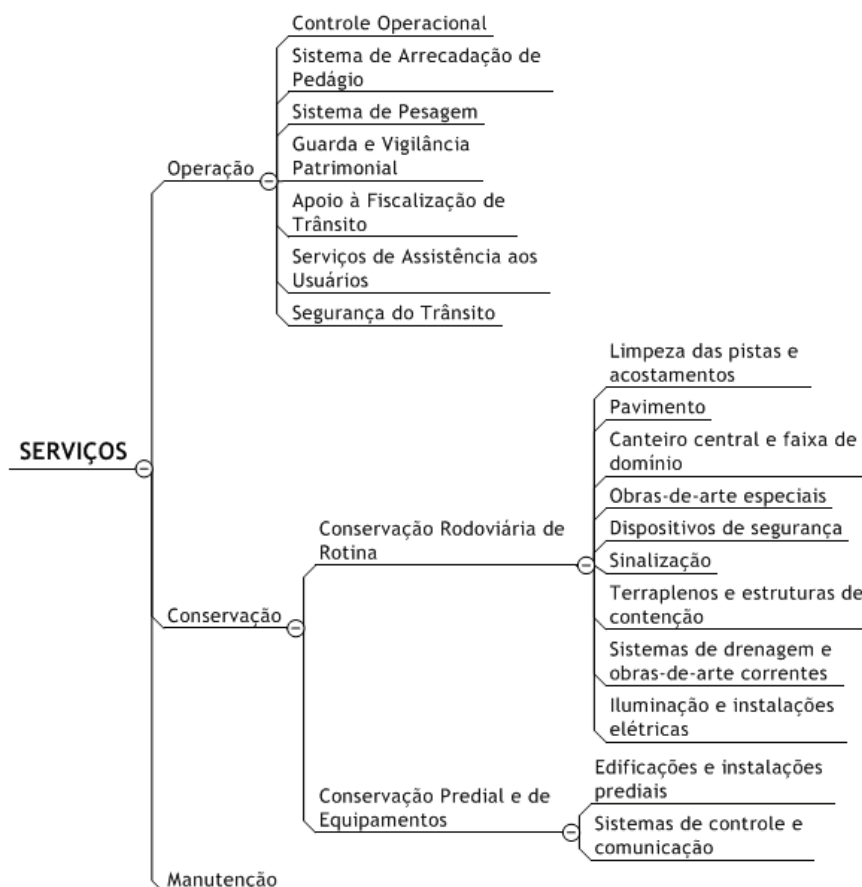 Controle Operacional
Sistema de Arrecadação de
Pedágio
Sistema de Pesagem
Guarda e Vigilância
Patrimonial
Operação
Apoio à Fiscalização de
Trânsito
Serviços de Assistência aos
Usuários
Segurança do Trânsito
SERVIÇOS
Limpeza das pistas e
acostamentos
Pavimento
Canteiro central e faixa de
domínio
Obras-de-arte especiais
Conservação Rodoviária de
Rotina
Dispositivos de segurança
Sinalização
Terraplenos e estruturas de
contenção
Sistemas de drenagem e
obras-de-arte correntes
Iluminação e instalações
elétricas
Conservação
Conservação Predial e de
Equipamentos
Edificações e instalações
prediais
Sistemas de controle e
comunicação
Manutenção